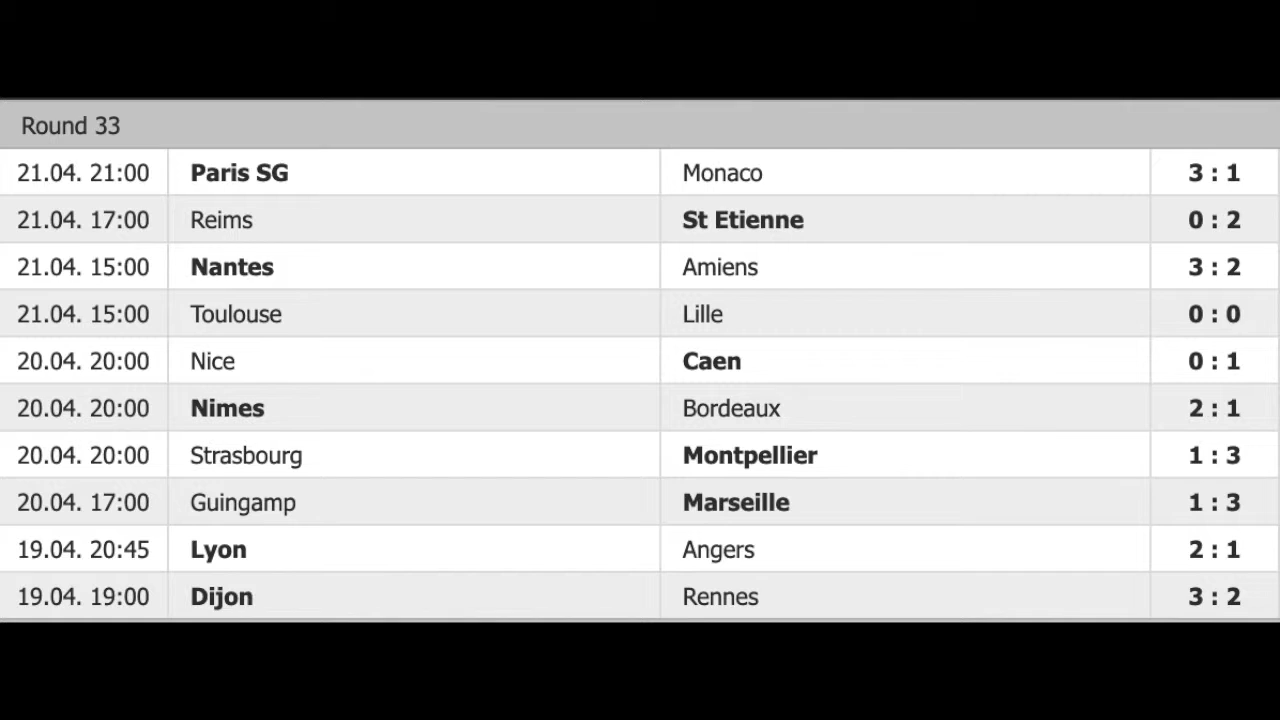 Round 33
21.04. 21:00 Paris SG Monaco 3 : 1
21.04. 17:00 Reims St Etienne 0 : 2
21.04. 15:00 Nantes Amiens 3 : 2
21.04. 15:00 Toulouse Lille 0 : 0
20.04. 20:00 Nice Caen 0 : 1
20.04. 20:00 Nimes Bordeaux 2 : 1
20.04. 20:00 Strasbourg Montpellier 1 : 3
20.04. 17:00 Guingamp Marseille 1 : 3
19.04. 20:45 Lyon Angers 2 : 1
19.04. 19:00 Dijon Rennes 3 : 2